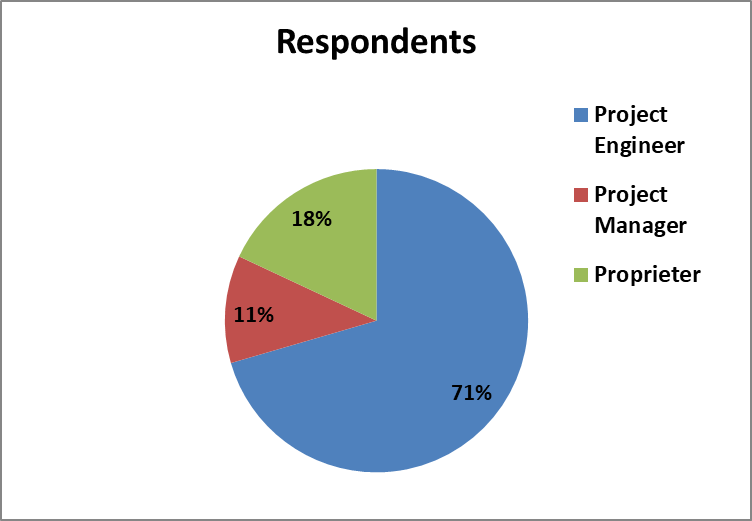 Respondents
Project
Engineer
Project
Manager
Proprieter
18%
11%
71%